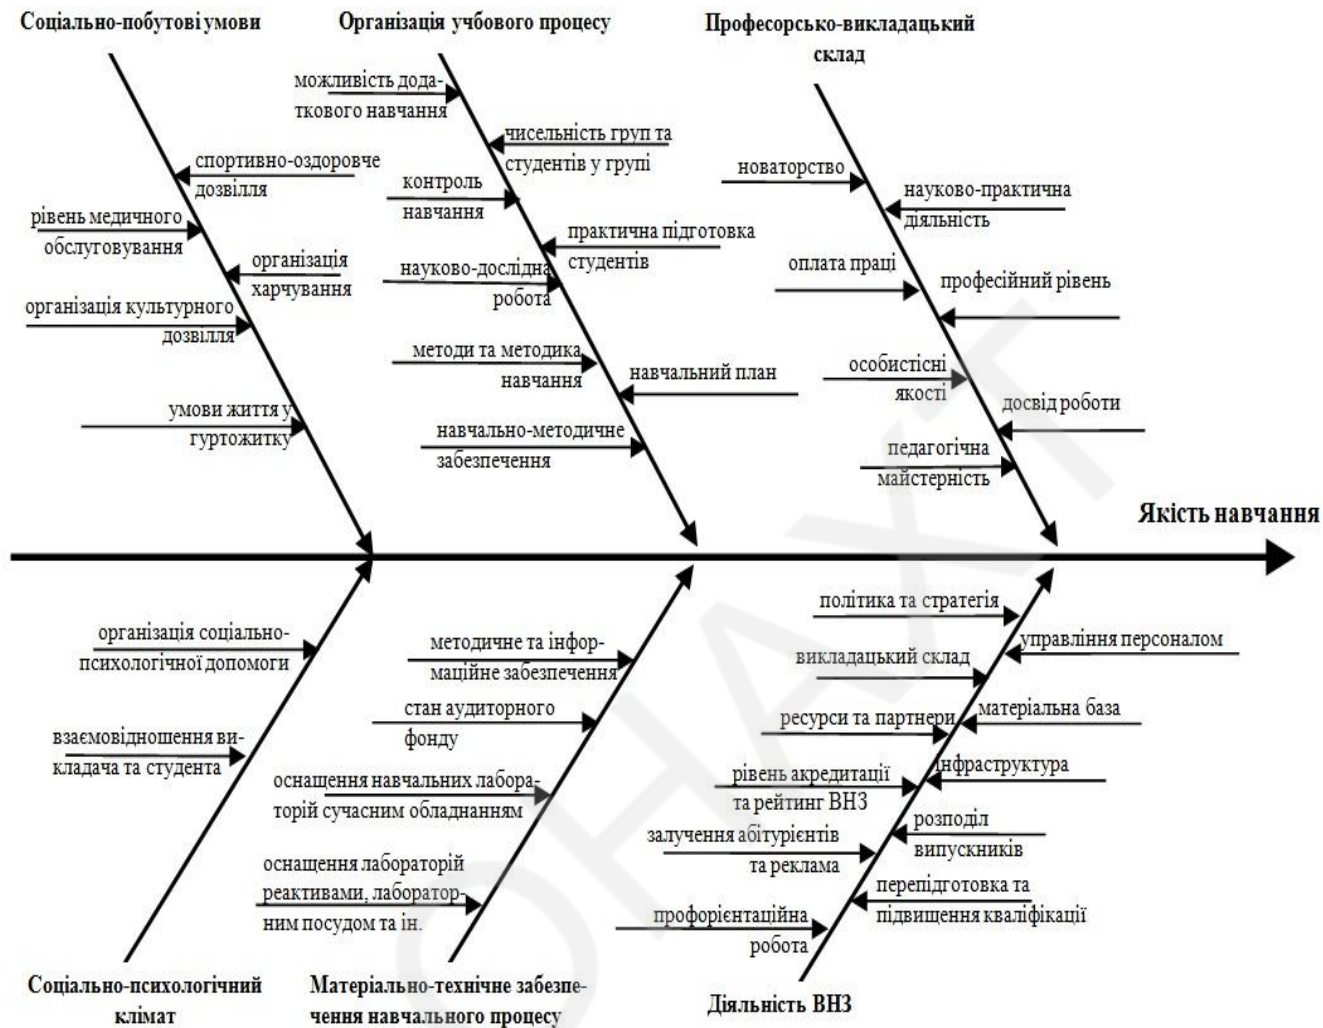 Соціально-побутові умови
спортивно-оздоровче
дозвілля
рівень медичного
обслуговування
організація
харчування
організація культурного
дозвілля
умови життя у
гуртожитку
Організація учбового процесу
можливість дода-
ткового навчання
чисельність груп та
студентів у групі
контроль
навчання
практична підготовка
студентів
науково-дослідна
робота
методи та методика
навчання
навчальний план
навчально-методичне
забезпечення
Професорсько-викладацький
склад
новаторство
науково-практична
діяльність
оплата праці
професійний рівень
особистісні
якості
досвід роботи
педагогічна
майстерність
Якість навчання
організація соціально-
психологічної допомоги
взаємовідношення ви-
кладача та студента
Соціально-психологічний
клімат
методичне та інфор-
маційне забезпечення
стан аудиторного
фонду
оснащення навчальних лабора-
торій сучасним обладнанням
оснащення лабораторій
реактивами, лаборатор-
ним посудом та ін.
Матеріально-технічне забезпе-
чення навчального процесу
політика та стратегія
управління персоналом
викладацький склад
матеріальна база
ресурси та партнери
інфраструктура
рівень акредитації
та рейтинг ВНЗ
розподіл
випускників
залучення абітурієнтів
та реклама
перепідготовка та
підвищення кваліфікації
профорієнтаційна
робота
Діяльність ВНЗ
ОНАХТ